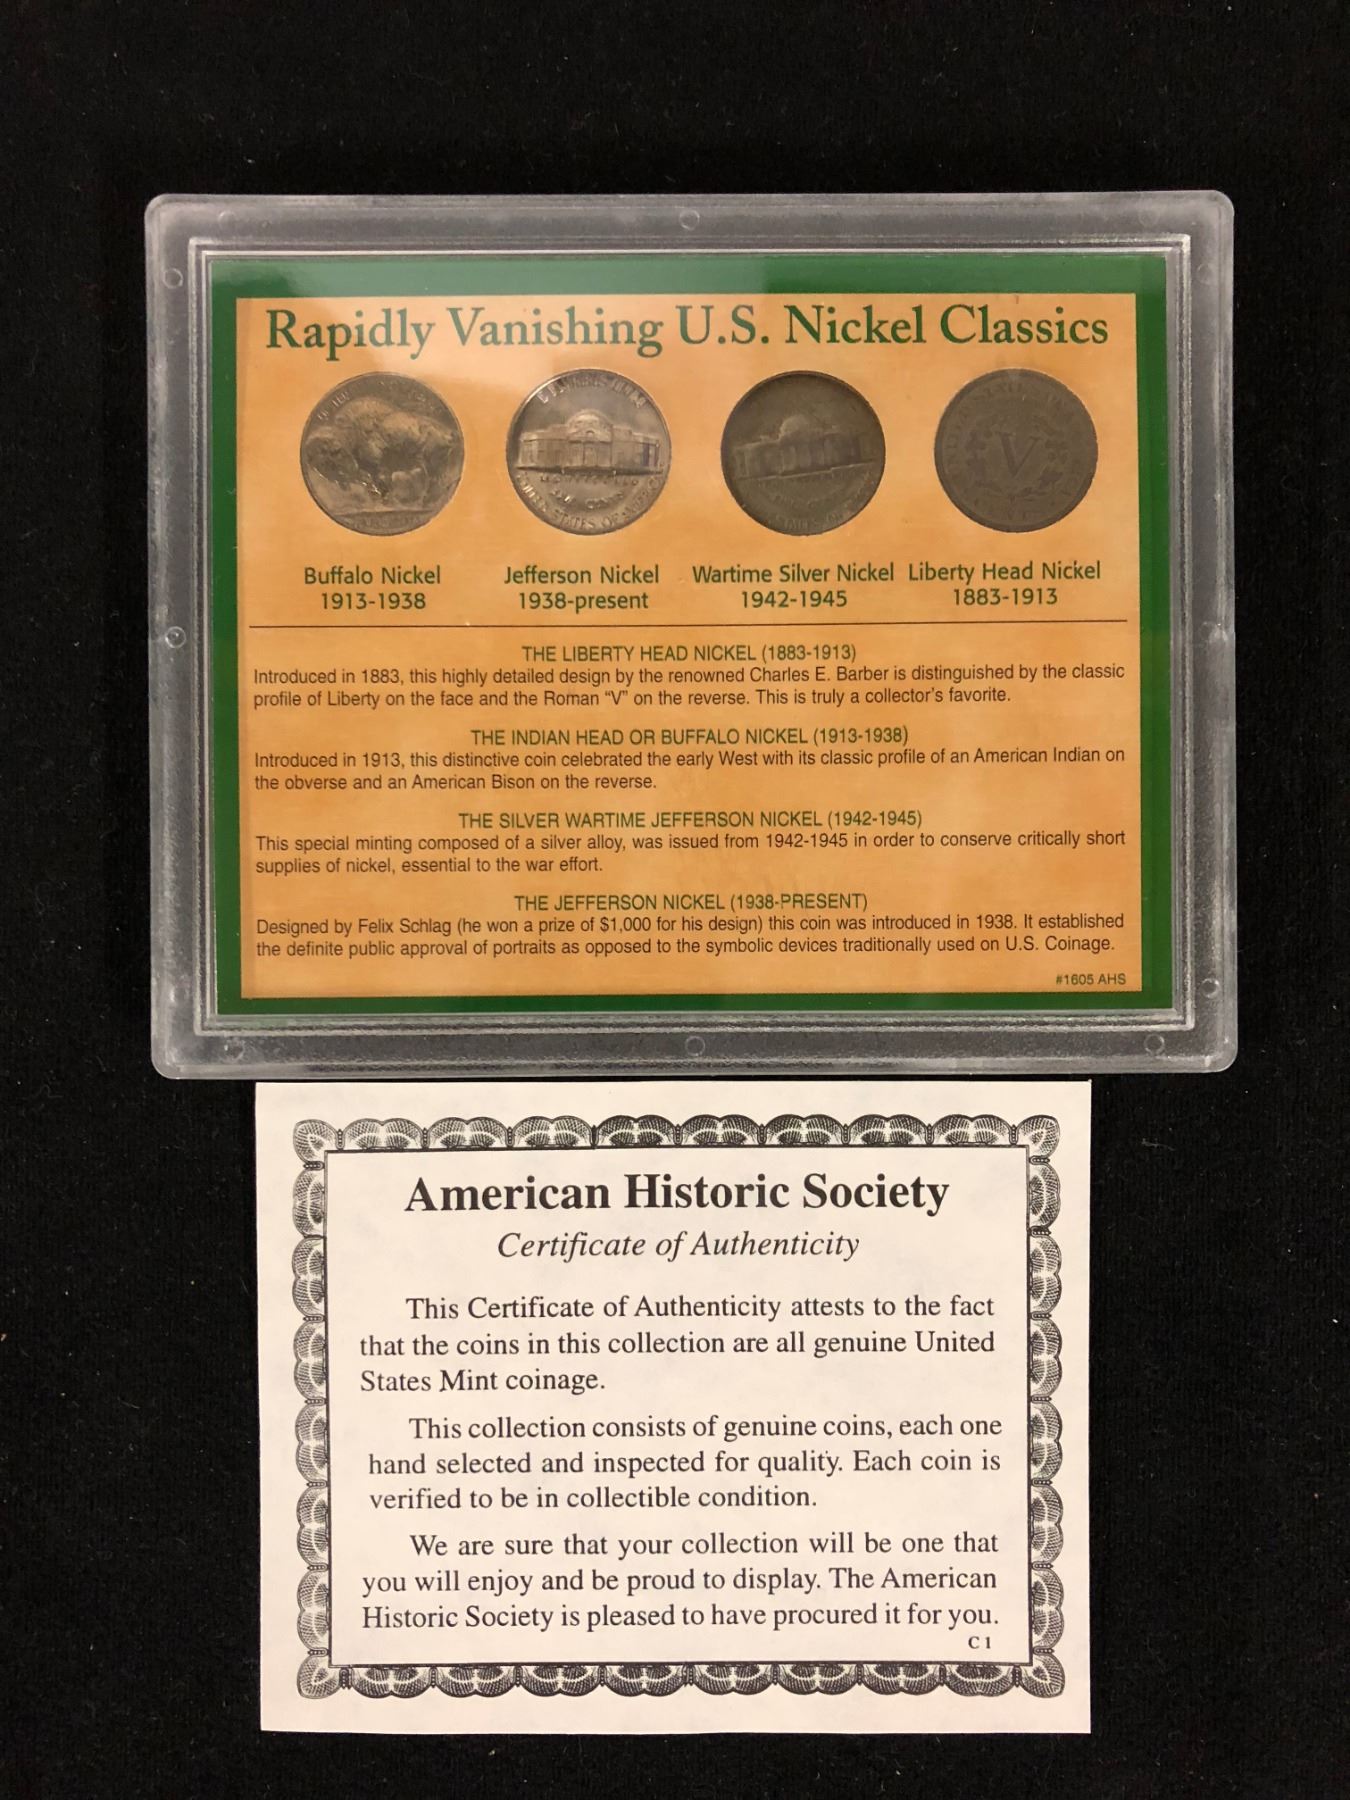 Rapidly Vanishing U.S. Nickel Classics
MONTICELLO
STATES OF AMERICA
V
Buffalo Nickel
1913-1938
Jefferson Nickel
1938-present
Wartime Silver Nickel
1942-1945
Liberty Head Nickel
1883-1913
THE LIBERTY HEAD NICKEL (1883-1913)
Introduced in 1883, this highly detailed design by the renowned Charles E. Barber is distinguished by the classic
profile of Liberty on the face and the Roman “V” on the reverse. This is truly a collector's favorite.
THE INDIAN HEAD OR BUFFALO NICKEL (1913-1938)
Introduced in 1913, this distinctive coin celebrated the early West with its classic profile of an American Indian on
the obverse and an American Bison on the reverse.
THE SILVER WARTIME JEFFERSON NICKEL (1942-1945)
This special minting composed of a silver alloy, was issued from 1942-1945 in order to conserve critically short
supplies of nickel, essential to the war effort.
THE JEFFERSON NICKEL (1938-PRESENT)
Designed by Felix Schlag (he won a prize of $1,000 for his design) this coin was introduced in 1938. It established
the definite public approval of portraits as opposed to the symbolic devices traditionally used on U.S. Coinage.
#1605 AHS
American Historic Society
Certificate of Authenticity
This Certificate of Authenticity attests to the fact
that the coins in this collection are all genuine United
States Mint coinage.
This collection consists of genuine coins, each one
hand selected and inspected for quality. Each coin is
verified to be in collectible condition.
We are sure that your collection will be one that
you will enjoy and be proud to display. The American
Historic Society is pleased to have procured it for you.
C 1